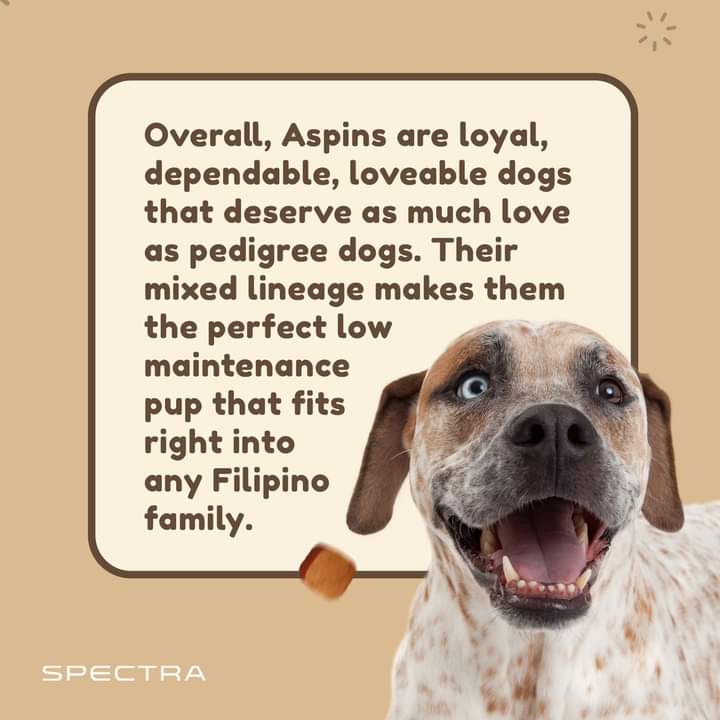 Overall, Aspins are loyal,
dependable, loveable dogs
that deserve as much love
as pedigree dogs. Their
mixed lineage makes them
the perfect low
maintenance
pup that fits
right into
any Filipino
family.
SPECTRA